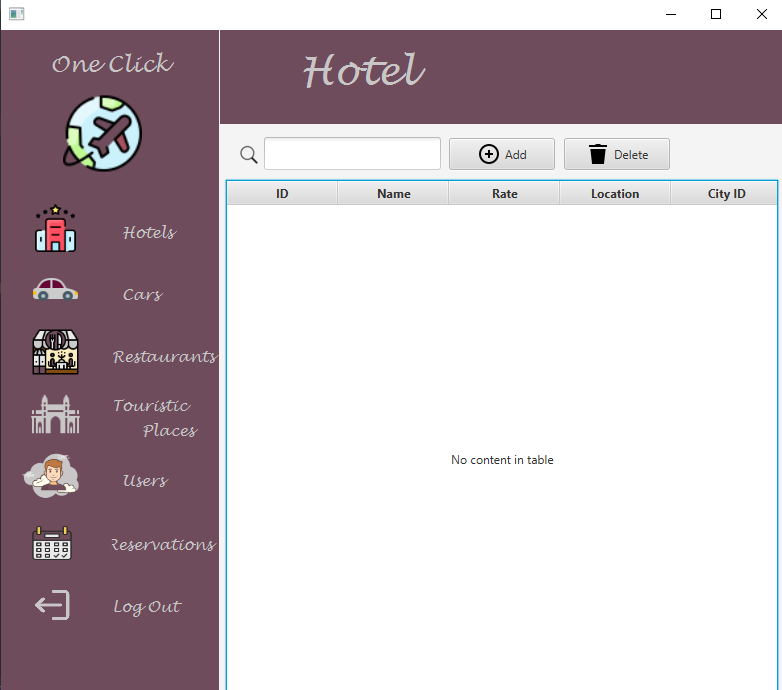 One Click
Hotel
Add
Delete
ID
Name
Rate
Location
City ID
Hotels
Cars
Restaurants
Touristic
Places
Users
Reservations
Log Out
No content in table